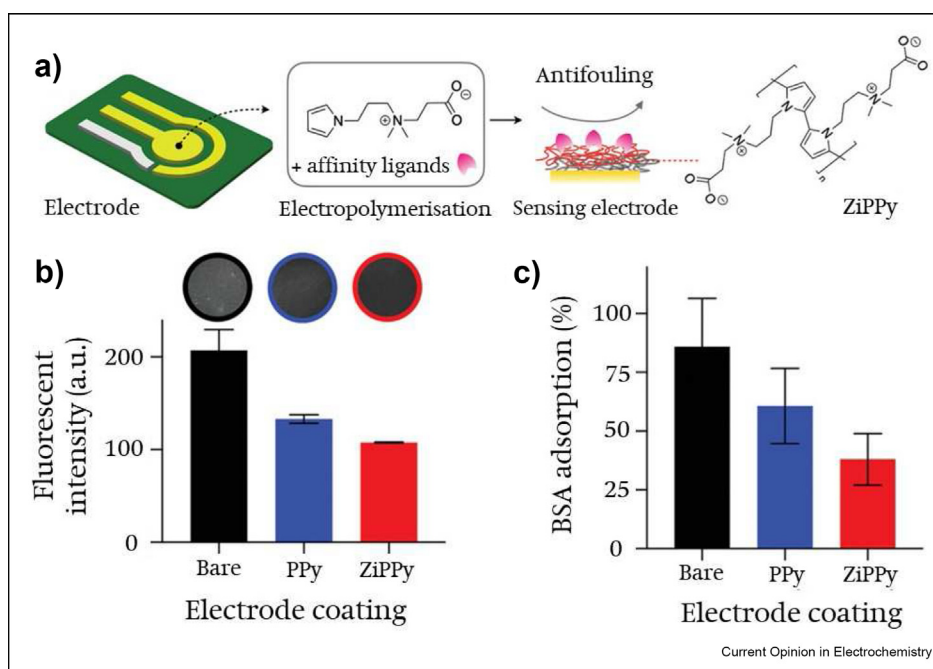 a)
Electrode
N
N
⊕
O
O
⊖
+ affinity ligands
Electropolymerisation
Antifouling
Sensing electrode
O
O
⊖
N
⊕
N
N
N
⊕
O
O
⊖
n
ZiPPy
b)
Fluorescent
intensity (a.u.)
200
100
0
Bare
PPy
ZiPPy
Electrode coating
c)
BSA adsorption (%)
100
75
50
25
0
Bare
PPy
ZiPPy
Electrode coating
Current Opinion in Electrochemistry